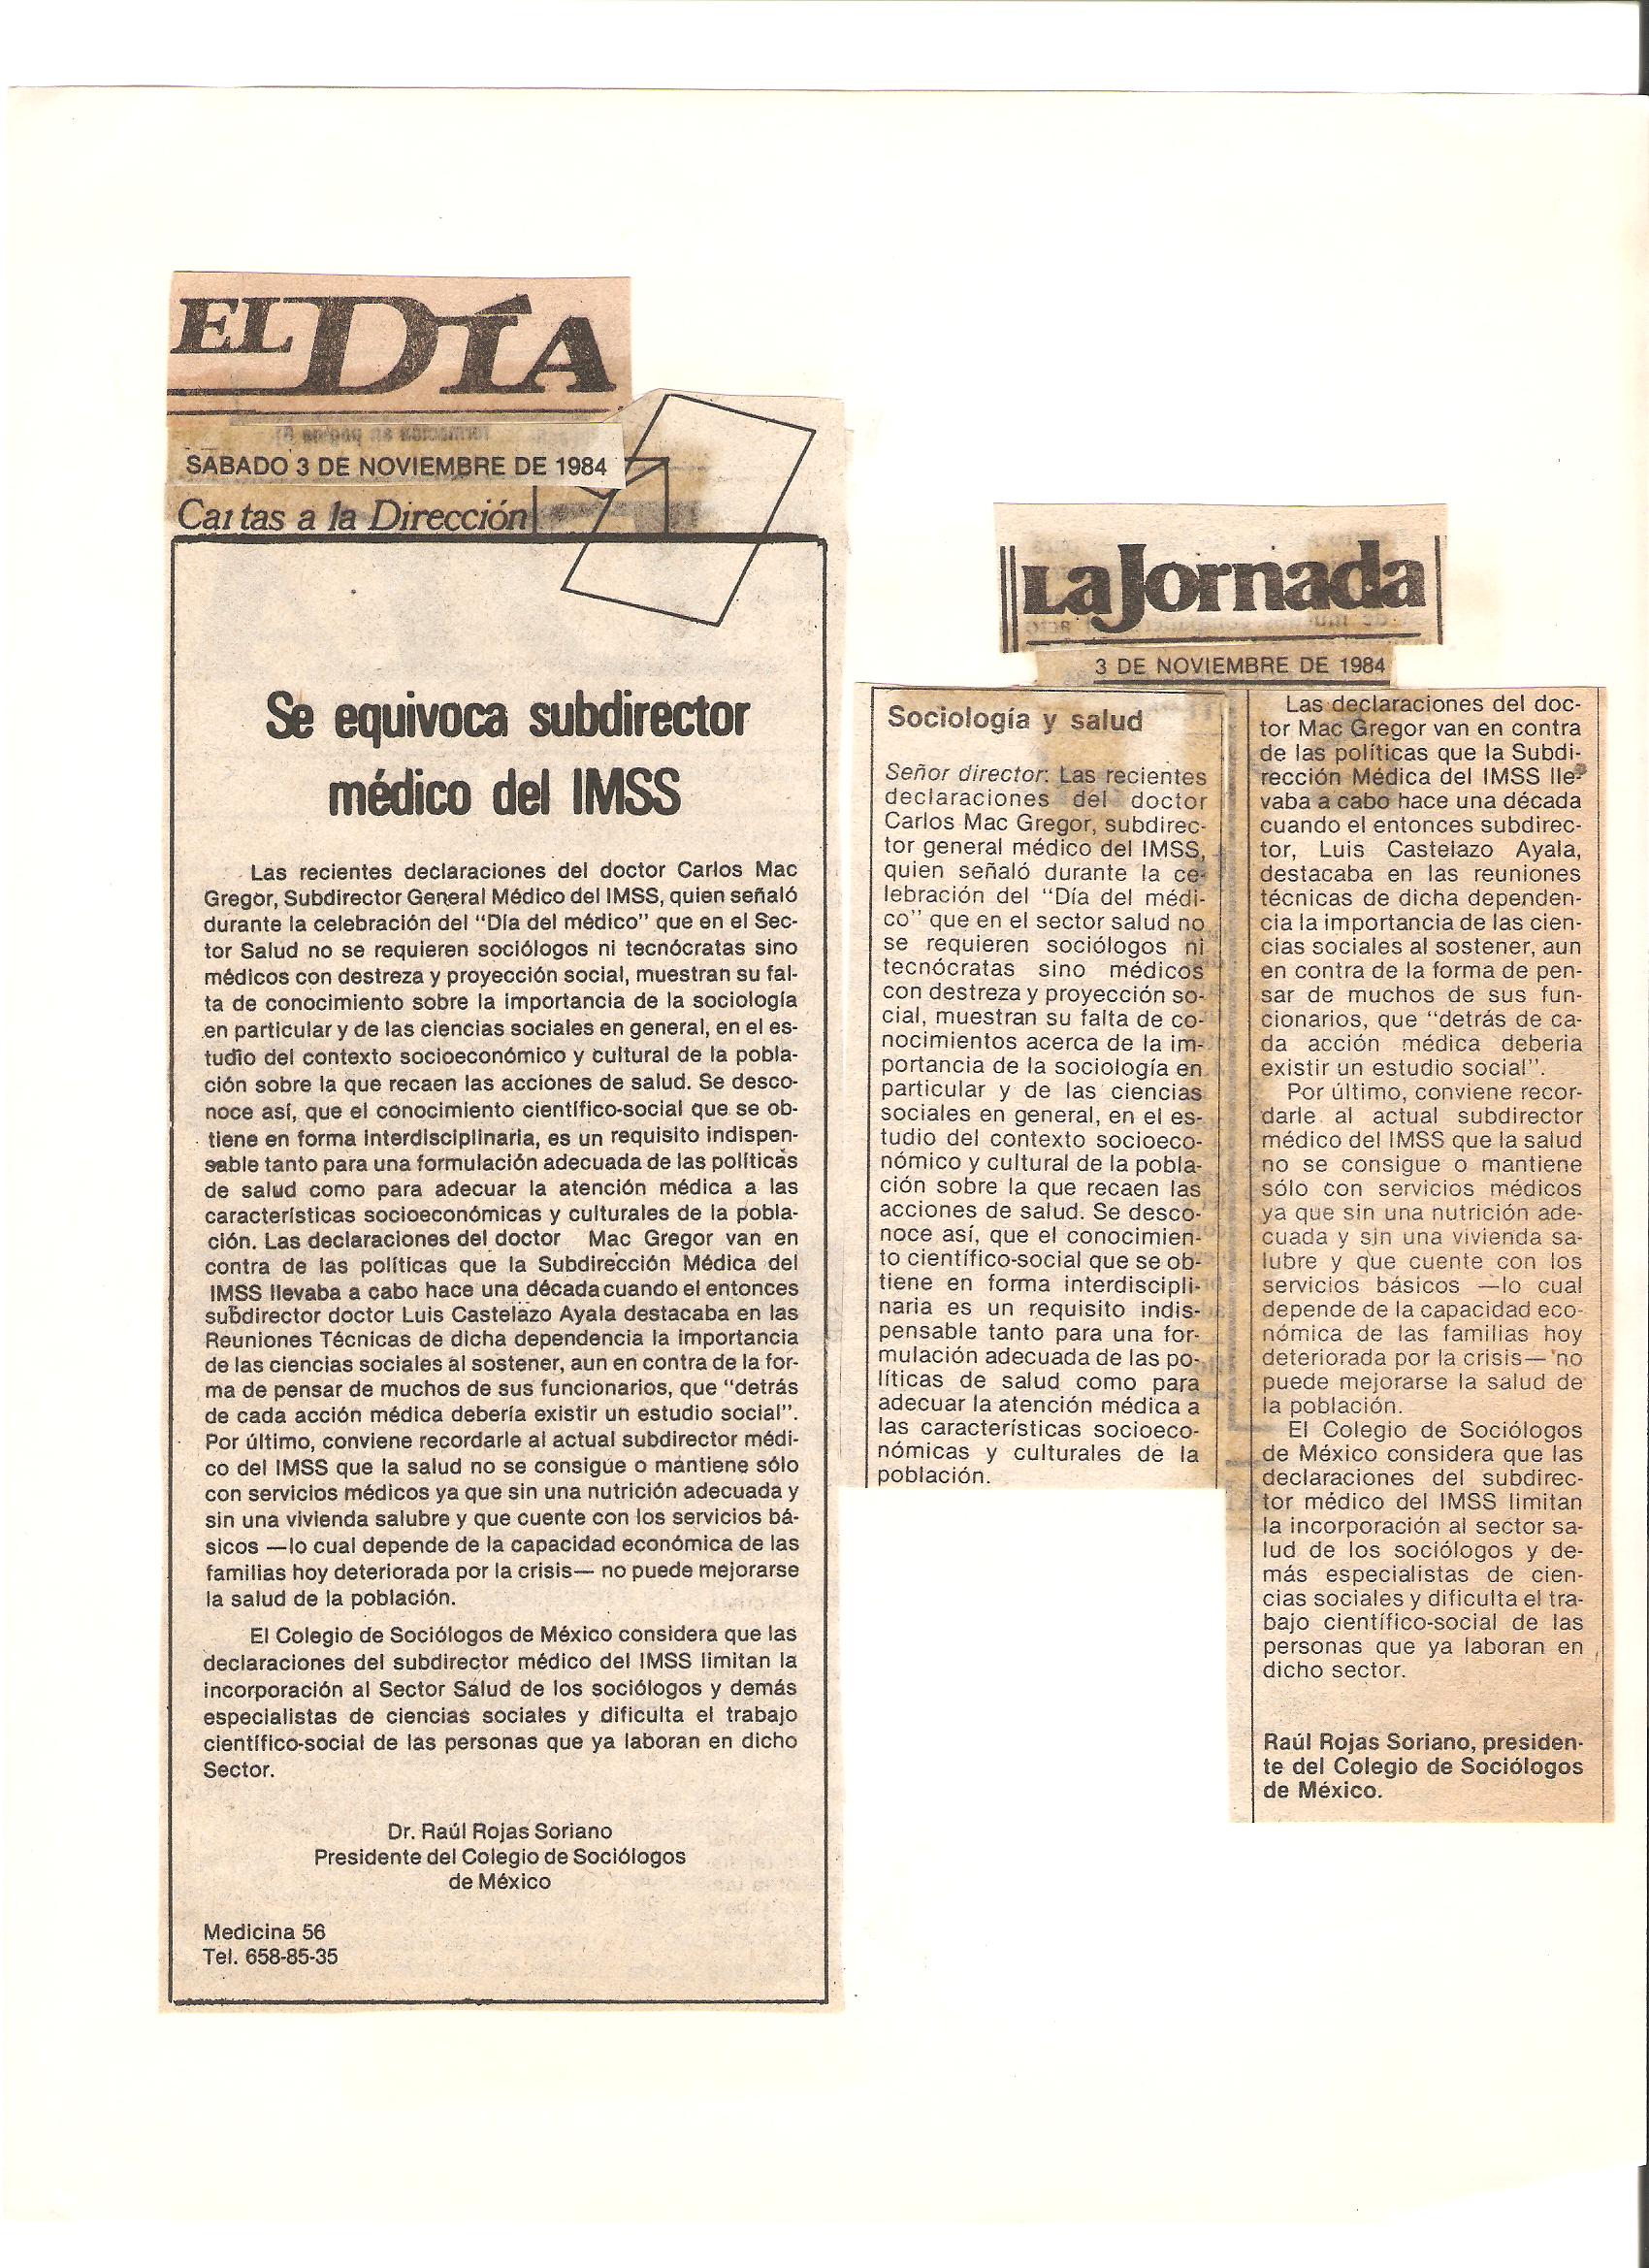 EL DÍA
SABADO 3 DE NOVIEMBRE DE 1984
Cartas a la Dirección
Se equivoca subdirector
médico del IMSS
Las recientes declaraciones del doctor Carlos Mac
Gregor, Subdirector General Médico del IMSS, quien señaló
durante la celebración del "Día del médico" que en el Sec-
tor Salud no se requieren sociólogos ni tecnócratas sino
médicos con destreza y proyección social, muestran su fal-
ta de conocimiento sobre la importancia de la sociología
en particular y de las ciencias sociales en general, en el es-
tudio del contexto socioeconómico y cultural de la pobla-
ción sobre la que recaen las acciones de salud. Se desco-
noce así, que el conocimiento científico-social que se ob-
tiene en forma interdisciplinaria, es un requisito indispen-
sable tanto para una formulación adecuada de las políticas
de salud como para adecuar la atención médica a las
características socioeconómicas y culturales de la pobla-
ción. Las declaraciones del doctor Mac Gregor van en
contra de las políticas que la Subdirección Médica del
IMSS llevaba a cabo hace una década cuando el entonces
subdirector doctor Luis Castelazo Ayala destacaba en las
Reuniones Técnicas de dicha dependencia la importancia
de las ciencias sociales al sostener, aun en contra de la for-
ma de pensar de muchos de sus funcionarios, que "detrás
de cada acción médica debería existir un estudio social".
Por último, conviene recordarle al actual subdirector médi-
co del IMSS que la salud no se consigue o mantiene sólo
con servicios médicos ya que sin una nutrición adecuada y
sin una vivienda salubre y que cuente con los servicios bá-
sicos —lo cual depende de la capacidad económica de las
familias hoy deteriorada por la crisis— no puede mejorarse
la salud de la población.
El Colegio de Sociólogos de México considera que las
declaraciones del subdirector médico del IMSS limitan la
incorporación al Sector Salud de los sociólogos y demás
especialistas de ciencias sociales y dificulta el trabajo
científico-social de las personas que ya laboran en dicho
Sector.
Dr. Raúl Rojas Soriano
Presidente del Colegio de Sociólogos
de México
Medicina 56
Tel. 658-85-35
La Jornada
3 DE NOVIEMBRE DE 1984
Sociología y salud
Señor director: Las recientes
declaraciones del doctor
Carlos Mac Gregor, subdirec-
tor general médico del IMSS,
quien señaló durante la ce-
lebración del "Día del médi-
co" que en el sector salud no
se requieren sociólogos ni
tecnócratas sino médicos
con destreza y proyección so-
cial, muestran su falta de co-
nocimientos acerca de la im-
portancia de la sociología en
particular y de las ciencias
sociales en general, en el es-
tudio del contexto socioeco-
nómico y cultural de la pobla-
ción sobre la que recaen las
acciones de salud. Se desco-
noce así, que el conocimien-
to científico-social que se ob-
tiene en forma interdiscipli-
naria es un requisito indis-
pensable tanto para una for-
mulación adecuada de las po-
líticas de salud como para
adecuar la atención médica a
las características socioeco-
nómicas y culturales de la
población.
Las declaraciones del doc-
tor Mac Gregor van en contra
de las políticas que la Subdi-
rección Médica del IMSS lle-
vaba a cabo hace una década
cuando el entonces subdirec-
tor, Luis Castelazo Ayala,
destacaba en las reuniones
técnicas de dicha dependen-
cia la importancia de las cien-
cias sociales al sostener, aun
en contra de la forma de pen-
sar de muchos de sus fun-
cionarios, que "detrás de ca-
da acción médica deberia
existir un estudio social".
Por último, conviene recor-
darle al actual subdirector
médico del IMSS que la salud
no se consigue o mantiene
sólo con servicios médicos
ya que sin una nutrición ade-
cuada y sin una vivienda sa-
lubre y que cuente con los
servicios básicos —lo cual
depende de la capacidad eco-
nómica de las familias hoy
deteriorada por la crisis— no
puede mejorarse la salud de
la población.
El Colegio de Sociólogos
de México considera que las
declaraciones del subdirec-
tor médico del IMSS limitan
la incorporación al sector sa-
lud de los sociólogos y de-
más especialistas de cien-
cias sociales y dificulta el tra-
bajo científico-social de las
personas que ya laboran en
dicho sector.
Raúl Rojas Soriano, presiden-
te del Colegio de Sociólogos
de México.